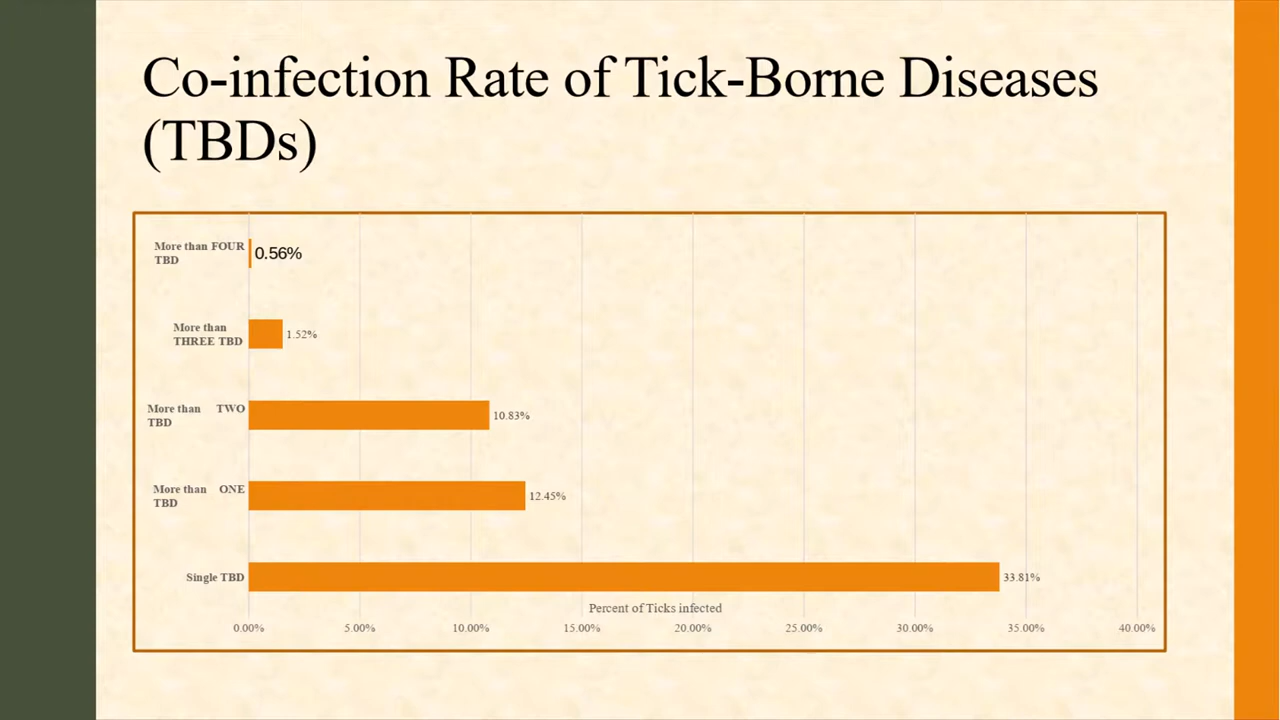 Co-infection Rate of Tick-Borne Diseases
(TBDs)
More than FOUR
TBD
0.56%
More than
THREE TBD
1.52%
More than TWO
TBD
10.83%
More than ONE
TBD
12.45%
Single TBD
33.81%
Percent of Ticks infected
0.00% 5.00% 10.00% 15.00% 20.00% 25.00% 30.00% 35.00% 40.00%